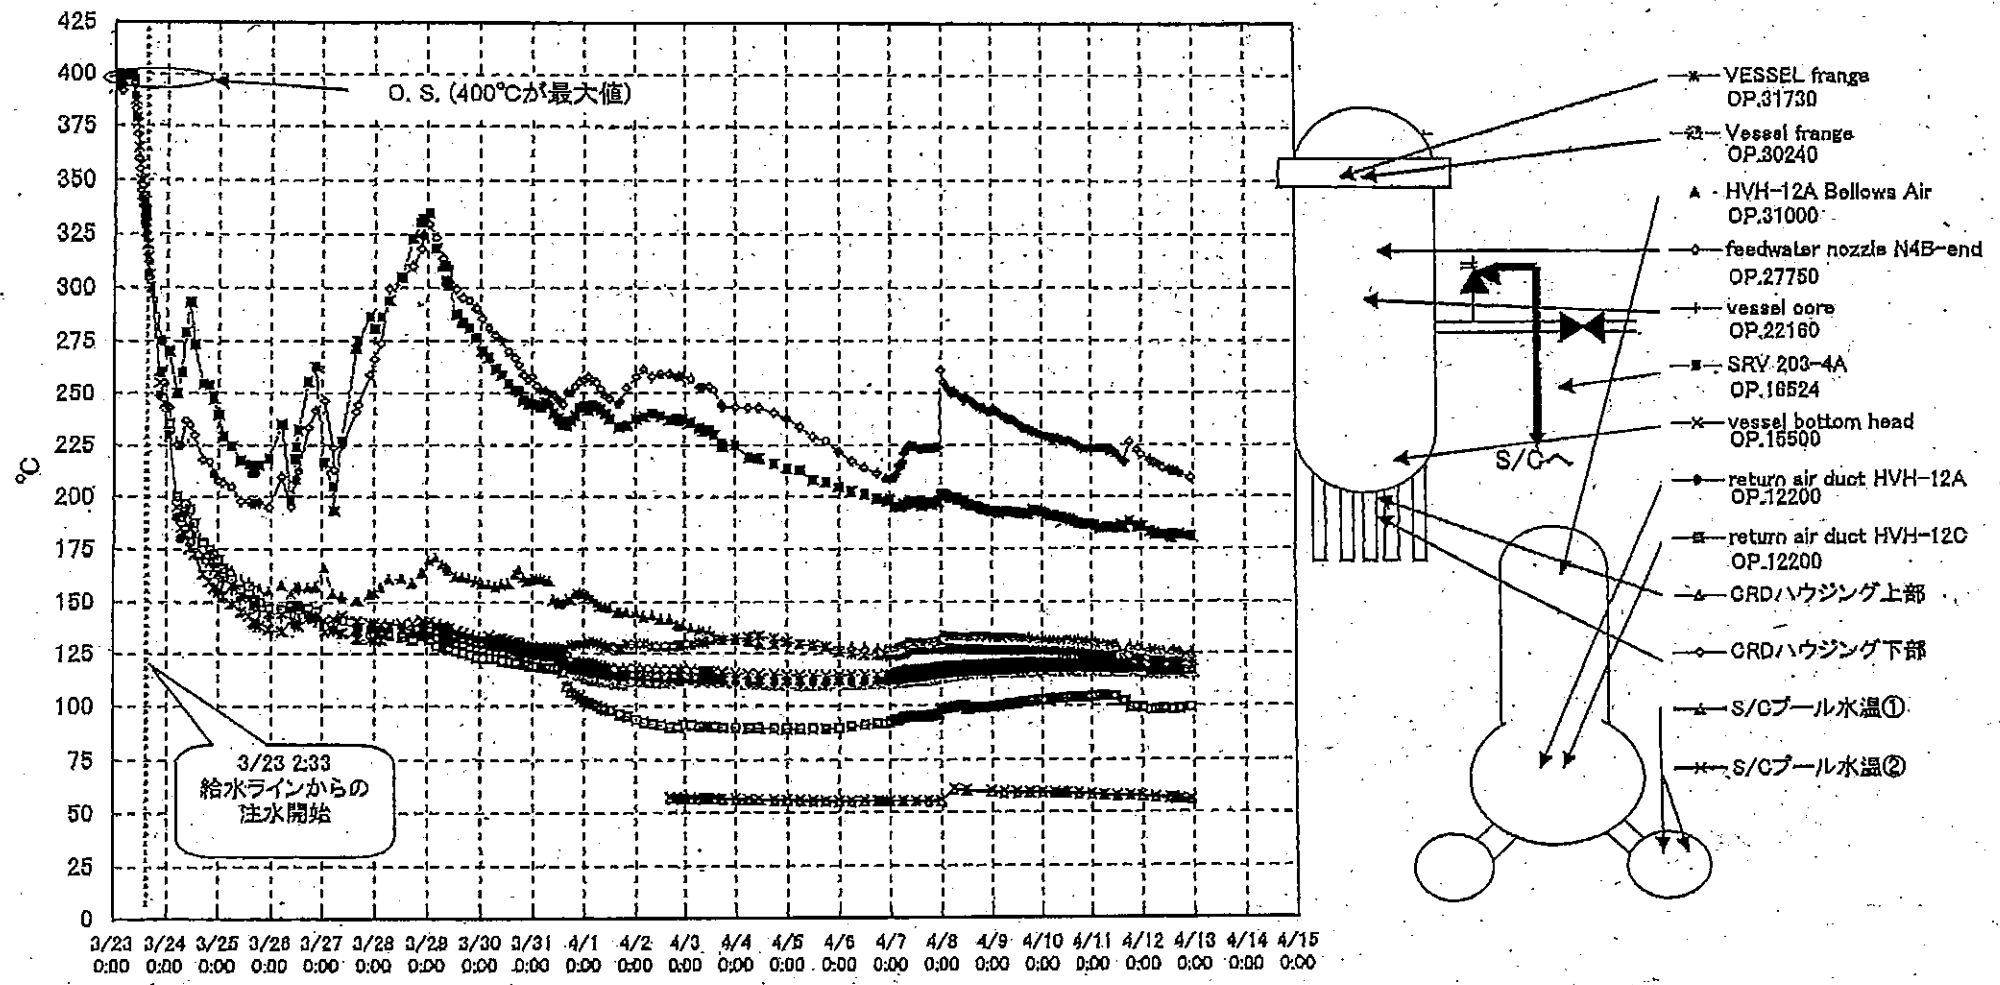 425
400
375
350
325
300
275
250
225
200
175
150
125
100
75
50
25
0
℃
O. S. (400℃が最大値)
3/23 2:33
給水ラインからの
注水開始
3/23 3/24 3/25 3/26 3/27 3/28 3/29 3/30 3/31 4/1 4/2 4/3 4/4 4/5 4/6 4/7 4/8 4/9 4/10 4/11 4/12 4/13 4/14 4/15
0:00 0:00 0:00 0:00 0:00 0:00 0:00 0:00 0:00 0:00 0:00 0:00 0:00 0:00 0:00 0:00 0:00 0:00 0:00 0:00 0:00 0:00 0:00 0:00
S/Cへ
VESSEL frange
OP.31730
Vessel frange
OP.30240
HVH-12A Bellows Air
OP.31000
feedwater nozzle N4B-end
OP.27750
vessel core
OP.22160
SRV 203-4A
OP.16524
vessel bottom head
OP.15500
return air duct HVH-12A
OP.12200
return air duct HVH-12C
OP.12200
CRDハウジング上部
CRDハウジング下部
S/Cプール水温①
S/Cプール水温②